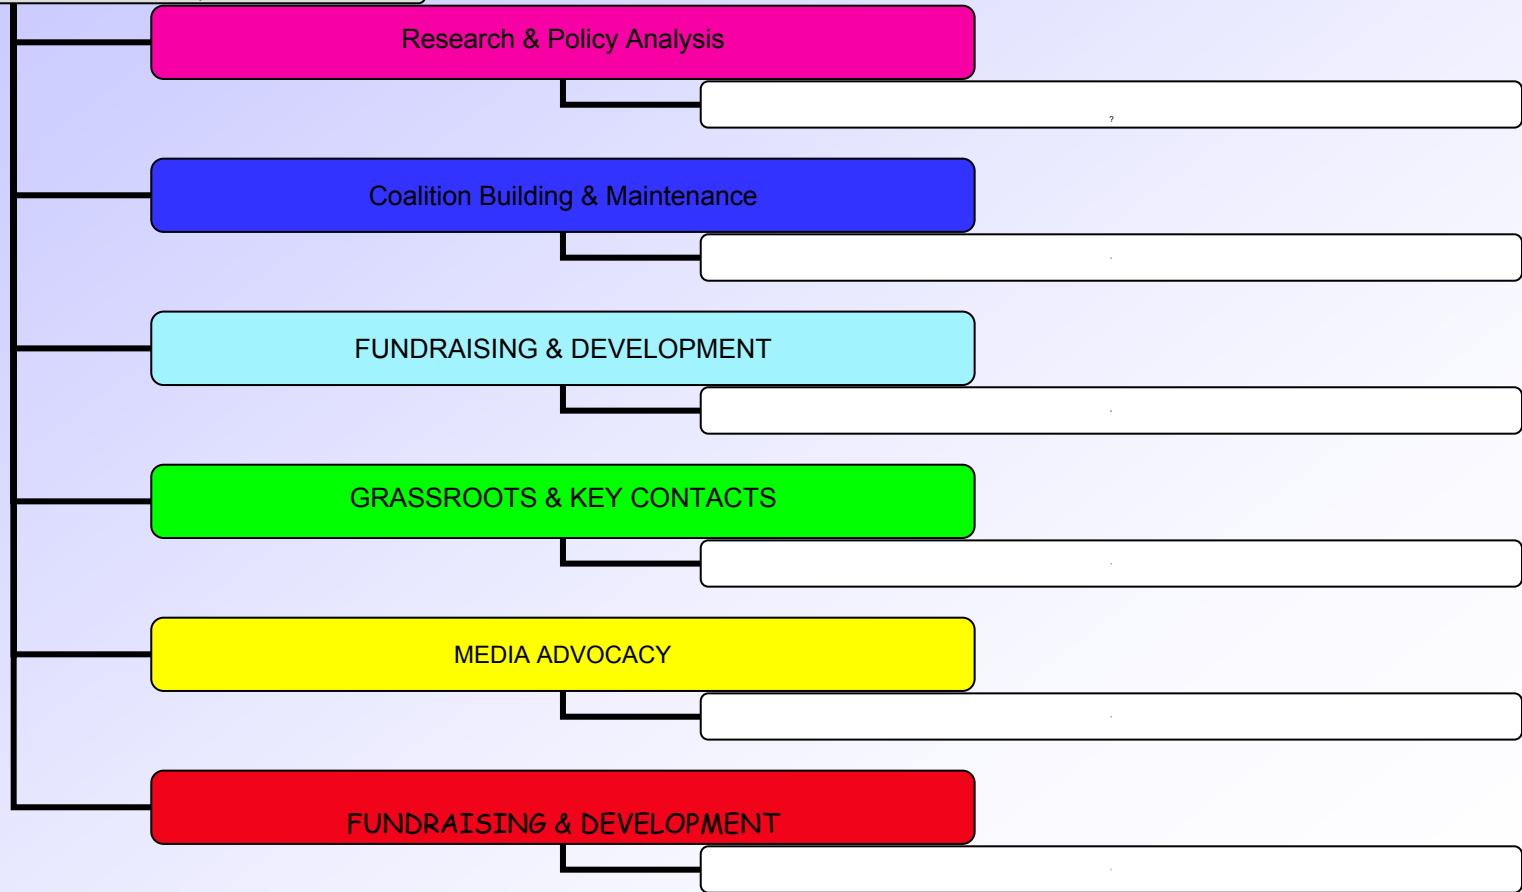 Research & Policy Analysis
?
Coalition Building & Maintenance
FUNDRAISING & DEVELOPMENT
GRASSROOTS & KEY CONTACTS
MEDIA ADVOCACY
FUNDRAISING & DEVELOPMENT